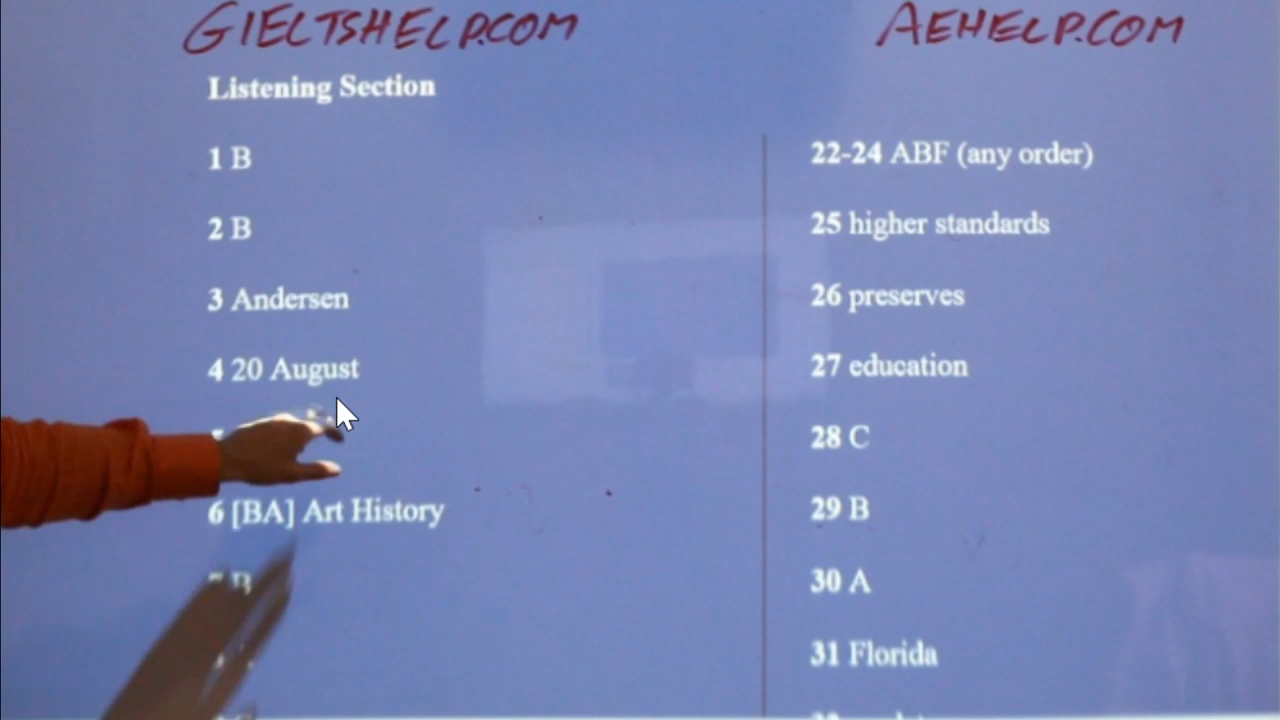 GIELTSHELP.COM
AEHELP.COM
Listening Section
1 B
2 B
3 Andersen
4 20 August
6 [BA] Art History
7 B
22-24 ABF (any order)
25 higher standards
26 preserves
27 education
28 C
29 B
30 A
31 Florida